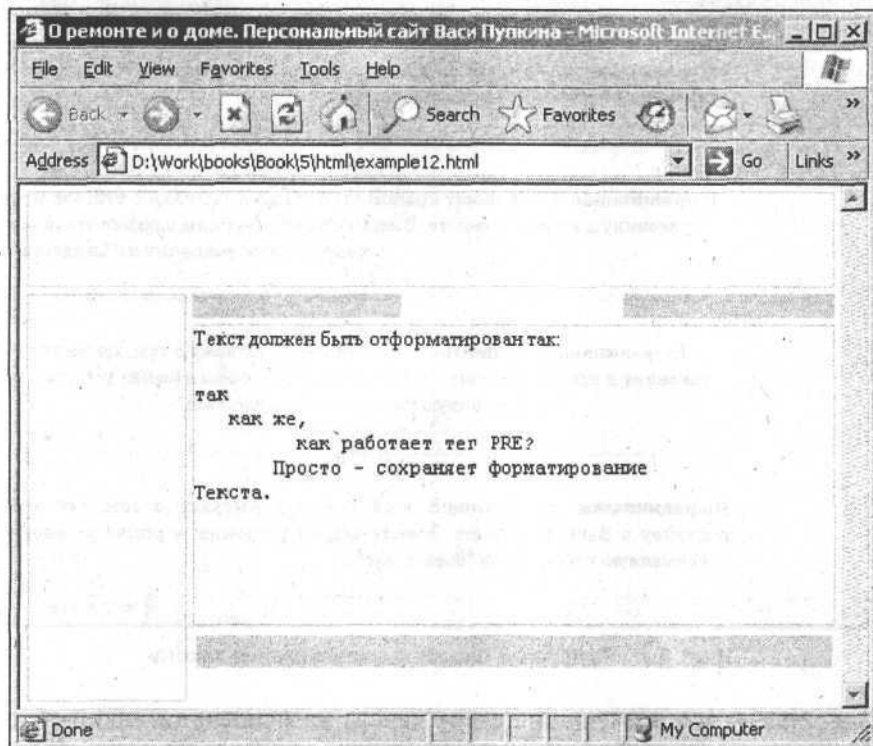 О ремонте и о доме. Персональный сайт Васи Пупкина - Microsoft Internet E...
File Edit View Favorites Tools Help
Back Search Favorites »
Address D:\Work\books\Book\5\html\example12.html Go Links »
Текст должен быть отформатирован так:
так
как же,
как работает тег PRE?
Просто - сохраняет форматирование
Текста.
Done My Computer